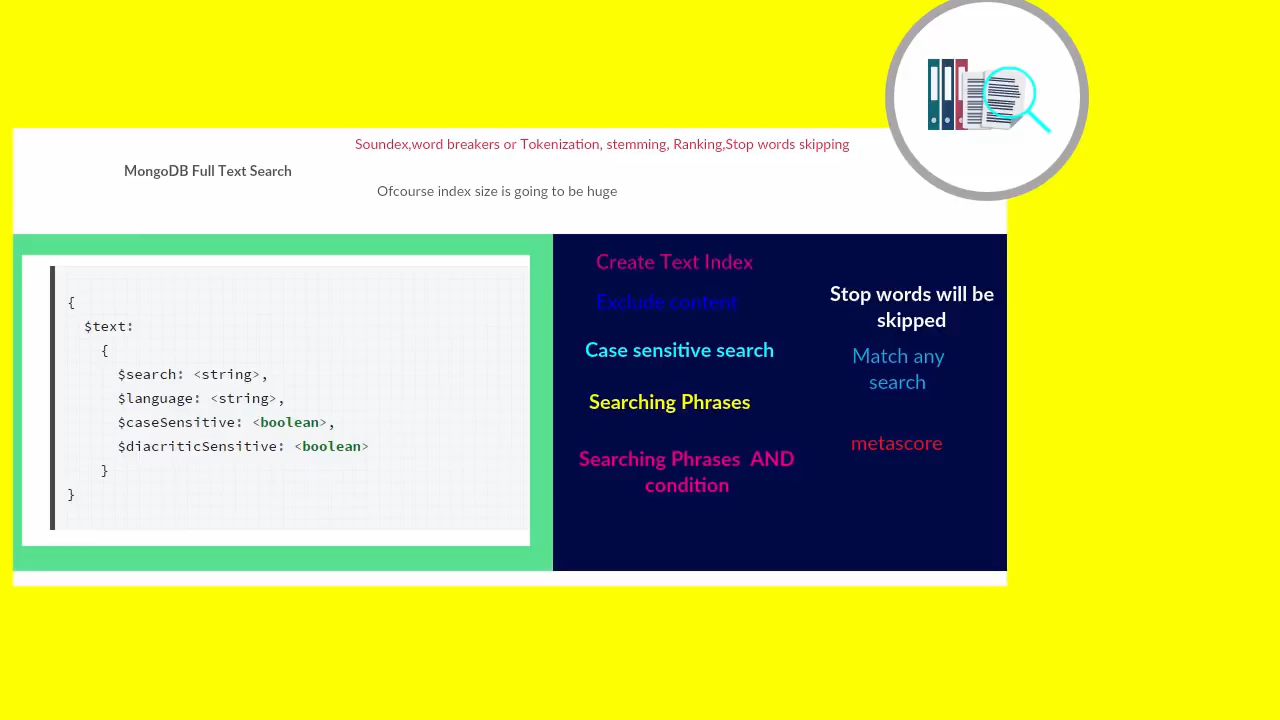 Soundex,word breakers or Tokenization, stemming, Ranking,Stop words skipping
MongoDB Full Text Search
Ofcourse index size is going to be huge
{
$text:
{
$search: <string>,
$language: <string>,
$caseSensitive: <boolean>,
$diacriticSensitive: <boolean>
}
}
Create Text Index
Exclude content
Case sensitive search
Searching Phrases
Searching Phrases AND
condition
Stop words will be
skipped
Match any
search
metascore